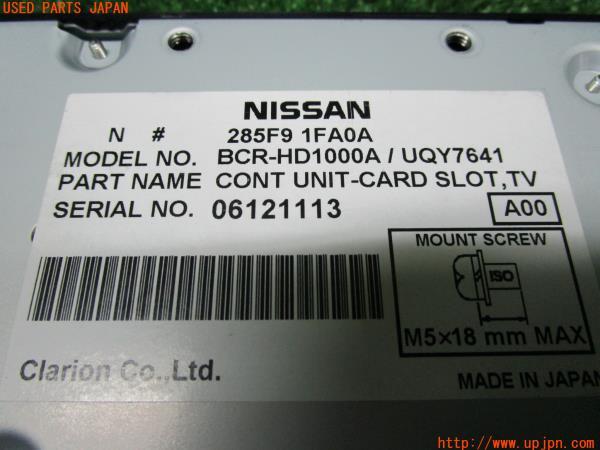 USED PARTS JAPAN
NISSAN
N # 285F9 1FA0A
MODEL NO. BCR-HD1000A / UQY7641
PART NAME CONT UNIT-CARD SLOT,TV
SERIAL NO. 06121113 A00
MOUNT SCREW
ISO
M5×18 mm MAX
Clarion Co.,Ltd.
MADE IN JAPAN
http://www.upjpn.com/